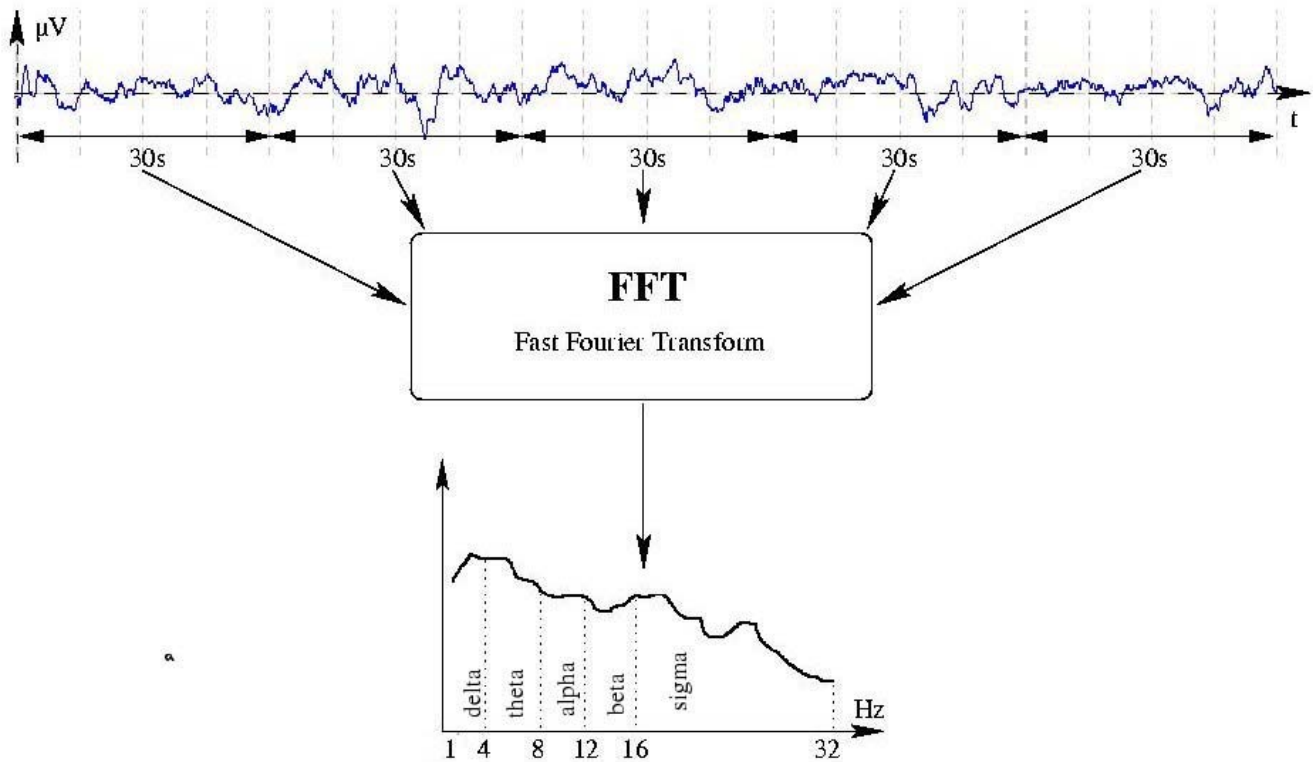 μV
t
30s 30s 30s 30s 30s
FFT
Fast Fourier Transform
a
delta theta alpha beta sigma
Hz
1 4 8 12 16 32